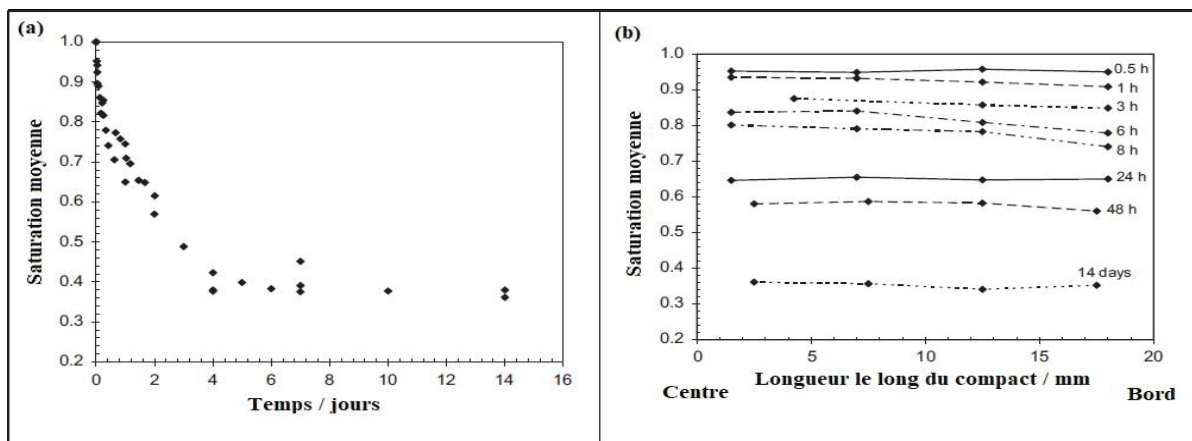 (a)
Saturation moyenne
1.0
0.9
0.8
0.7
0.6
0.5
0.4
0.3
0.2
0 2 4 6 8 10 12 14 16
Temps / jours
(b)
Saturation moyenne
1.0
0.9
0.8
0.7
0.6
0.5
0.4
0.3
0.2
0.5 h
1 h
3 h
6 h
8 h
24 h
48 h
14 days
0 5 10 15 20
Longueur le long du compact / mm
Centre Bord